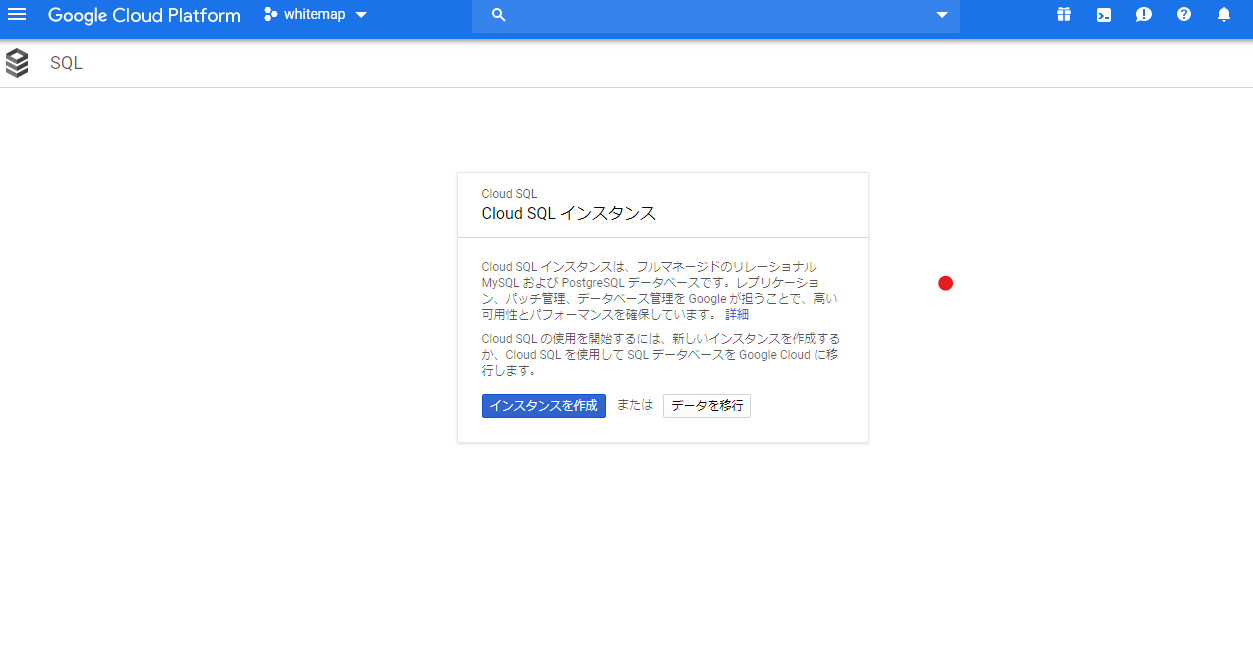 Google Cloud Platform
whitemap
SQL
Cloud SQL
Cloud SQL インスタンス
Cloud SQL インスタンスは、フルマネージドのリレーショナル
MySQL および PostgreSQL データベースです。レプリケーショ
ン、パッチ管理、データベース管理を Google が担うことで、高い
可用性とパフォーマンスを確保しています。 詳細
Cloud SQL の使用を開始するには、新しいインスタンスを作成する
か、Cloud SQL を使用して SQL データベースを Google Cloud に移
行します。
インスタンスを作成 または データを移行